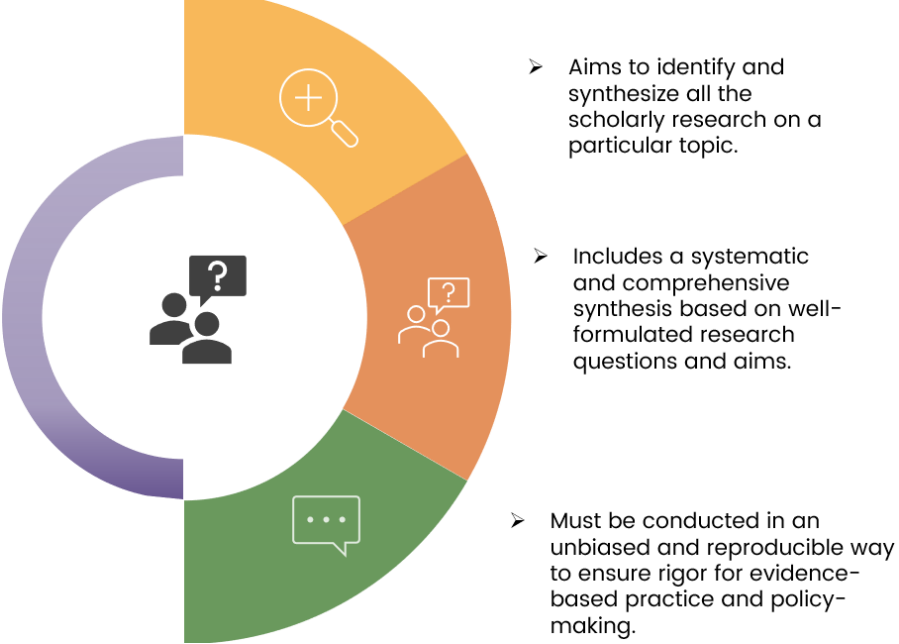 ?
➢ Aims to identify and
synthesize all the
scholarly research on a
particular topic.
?
➢ Includes a systematic
and comprehensive
synthesis based on well-
formulated research
questions and aims.
➢ Must be conducted in an
unbiased and reproducible way
to ensure rigor for evidence-
based practice and policy-
making.